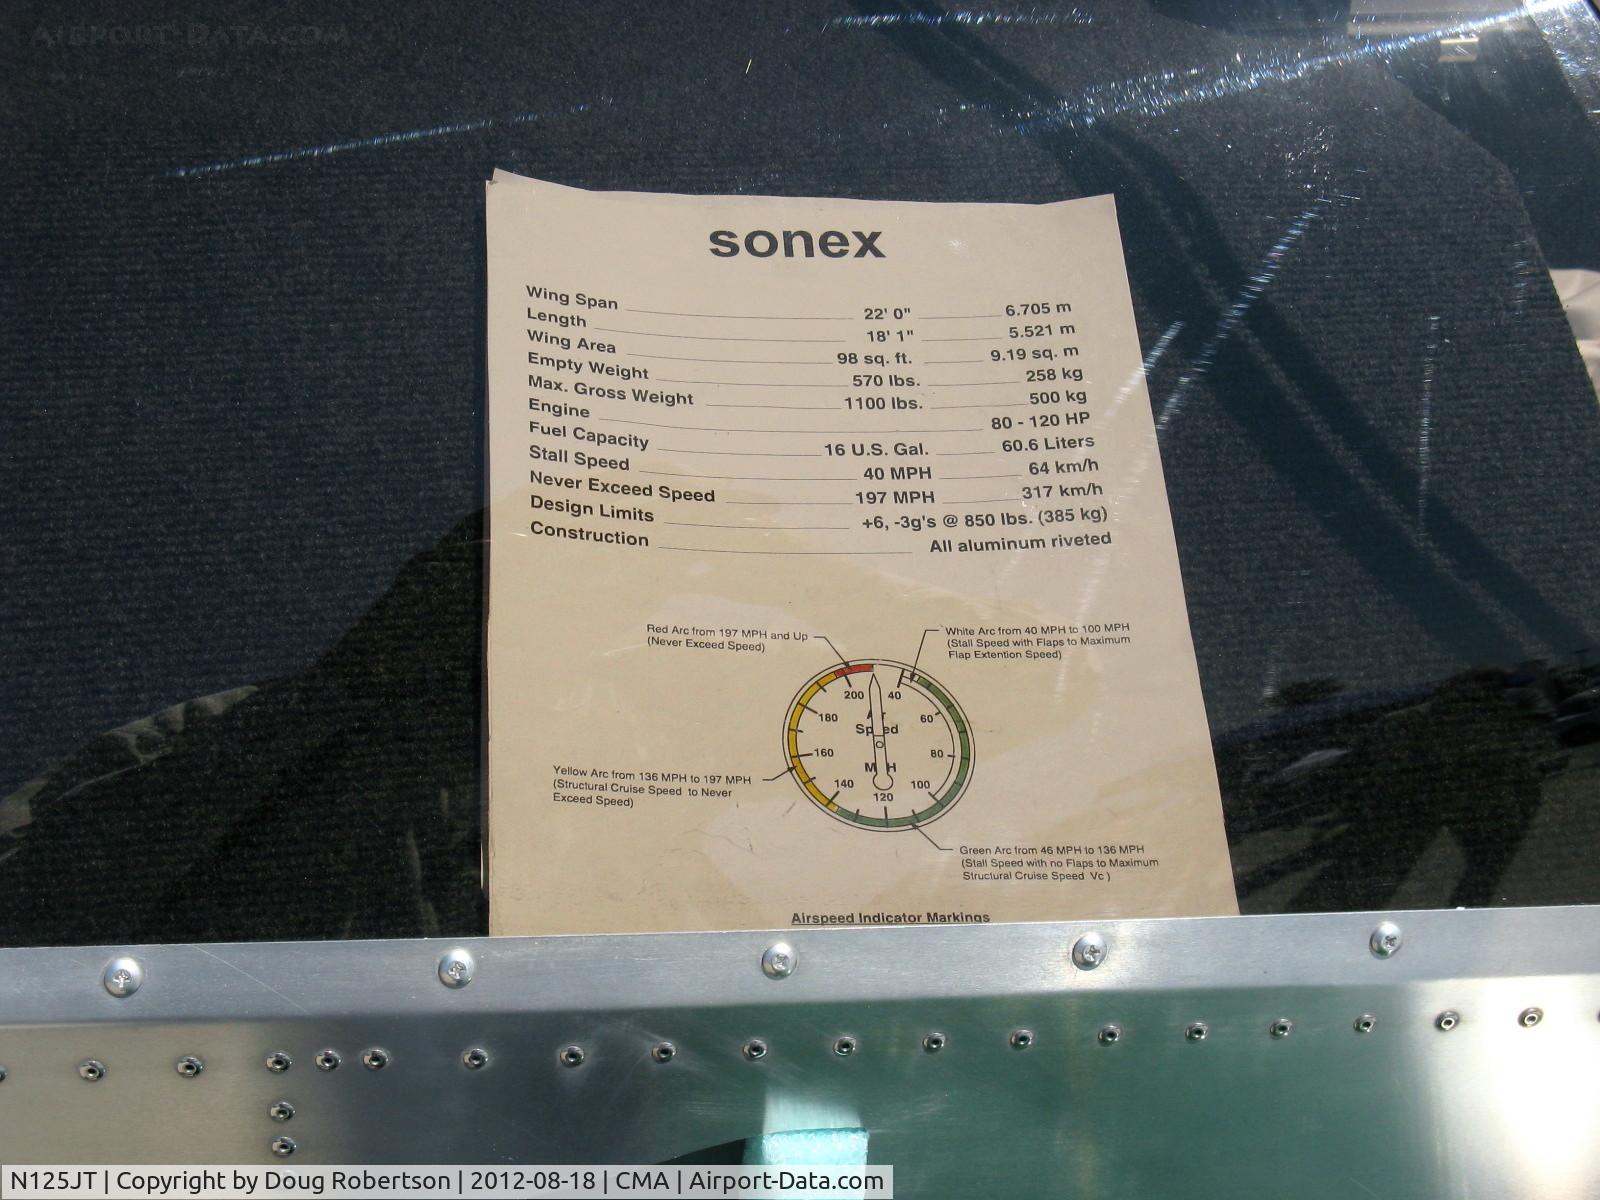 AIRPORT-DATA.COM
sonex
Wing Span 22' 0" 6.705 m
Length 18' 1" 5.521 m
Wing Area 98 sq. ft. 9.19 sq. m
Empty Weight 570 lbs. 258 kg
Max. Gross Weight 1100 lbs. 500 kg
Engine 80 - 120 HP
Fuel Capacity 16 U.S. Gal. 60.6 Liters
Stall Speed 40 MPH 64 km/h
Never Exceed Speed 197 MPH 317 km/h
Design Limits +6, -3g's @ 850 lbs. (385 kg)
Construction All aluminum riveted
Red Arc from 197 MPH and Up
(Never Exceed Speed)
White Arc from 40 MPH to 100 MPH
(Stall Speed with Flaps to Maximum
Flap Extention Speed)
200 40
180 60
Speed
160 80
MPH
140 100
120
Yellow Arc from 136 MPH to 197 MPH
(Structural Cruise Speed to Never
Exceed Speed)
Green Arc from 46 MPH to 136 MPH
(Stall Speed with no Flaps to Maximum
Structural Cruise Speed Vc )
Airspeed Indicator Markings
N125JT | Copyright by Doug Robertson | 2012-08-18 | CMA | Airport-Data.com